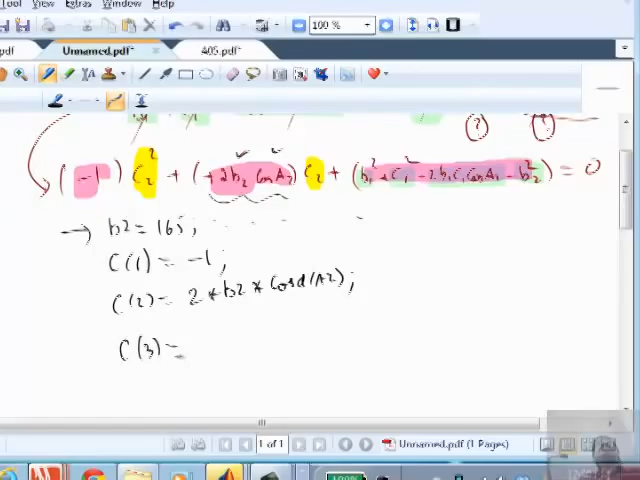 Tool View Extras Window Help
100 %
pdf Unnamed.pdf* 405.pdf*
(-1) C₂² + (+2b₂ Cos A₂) C₂ + (b₁² + C₁² - 2b₁C₁ Cos A₁ - b₂²) = 0
→ b2 = 165;
C(1) = -1;
C(2) = 2*b2*Cosd(A2);
C(3) =
1 of 1 Unnamed.pdf (1 Pages)
100%